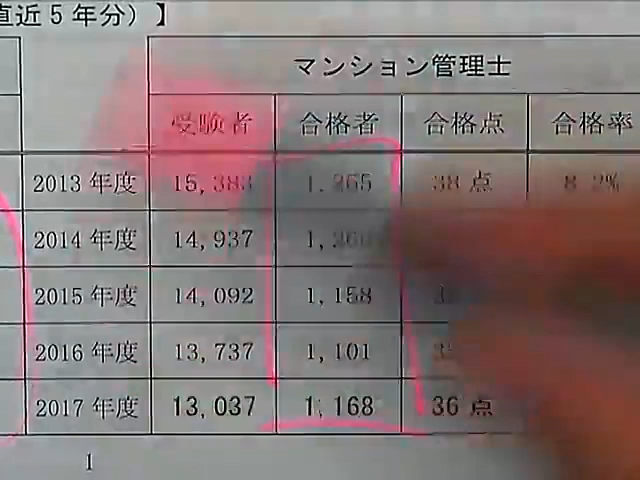 直近5年分）】
マンション管理士
受験者 合格者 合格点 合格率
2013年度 15,383 1,265 38点 8.2%
2014年度 14,937
2015年度 14,092 1,158
2016年度 13,737 1,101
2017年度 13,037 1,168 36点
1